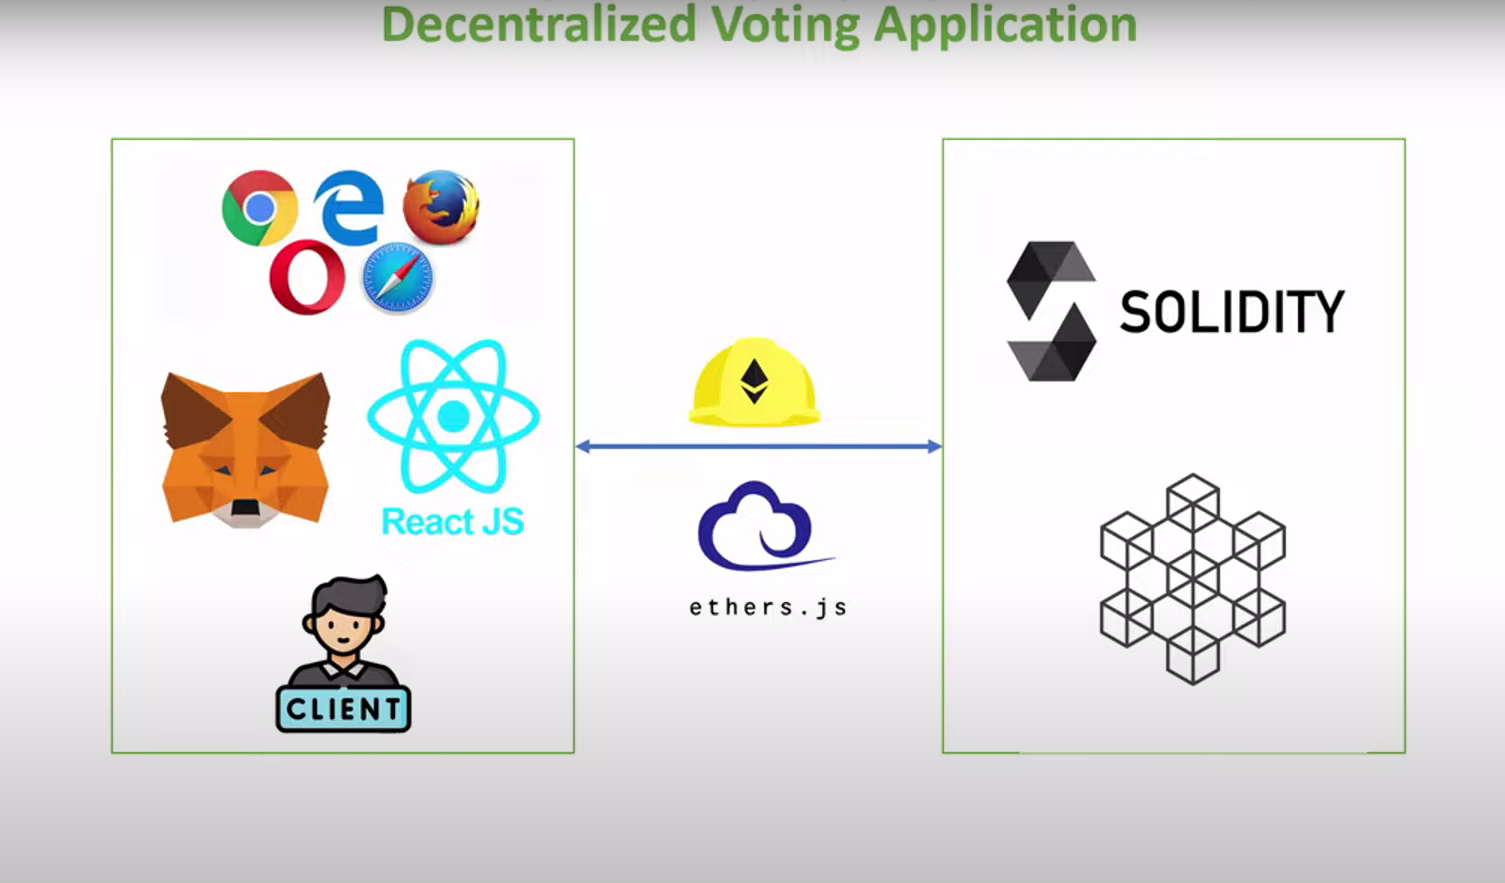 Decentralized Voting Application
SOLIDITY
React JS
ethers.js
CLIENT